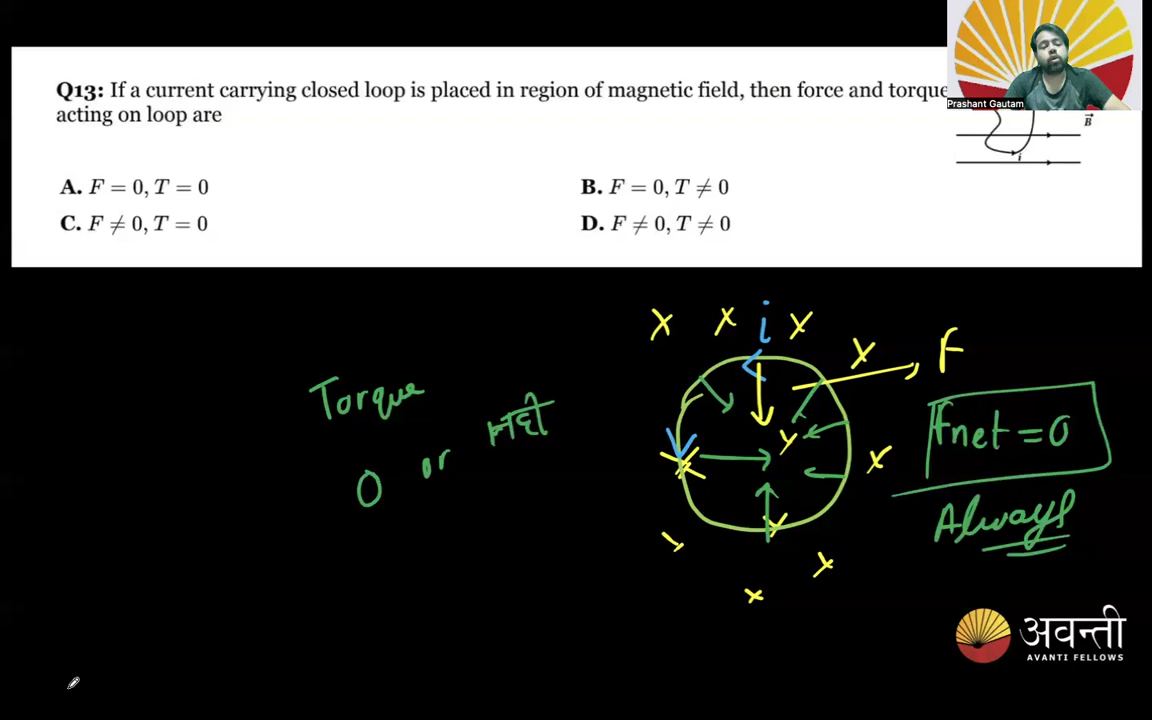 Q13: If a current carrying closed loop is placed in region of magnetic field, then force and torque
acting on loop are
Prashant Gautam
B⃗
i
A. F = 0, T = 0
B. F = 0, T ≠ 0
C. F ≠ 0, T = 0
D. F ≠ 0, T ≠ 0
x x i x
x F
Torque
0 or नही
Fnet = 0
Always
अवन्ती
AVANTI FELLOWS